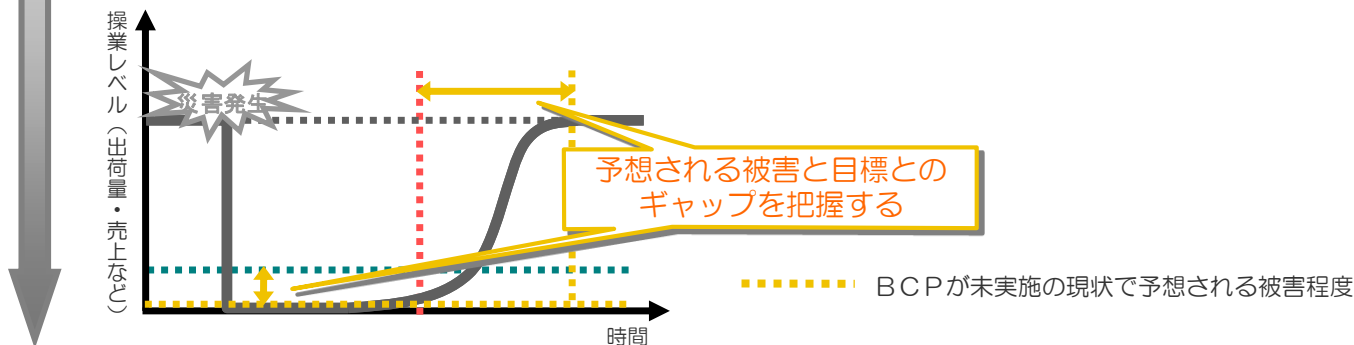 操業レベル（出荷量・売上など）
災害発生
予想される被害と目標との
ギャップを把握する
ＢＣＰが未実施の現状で予想される被害程度
時間